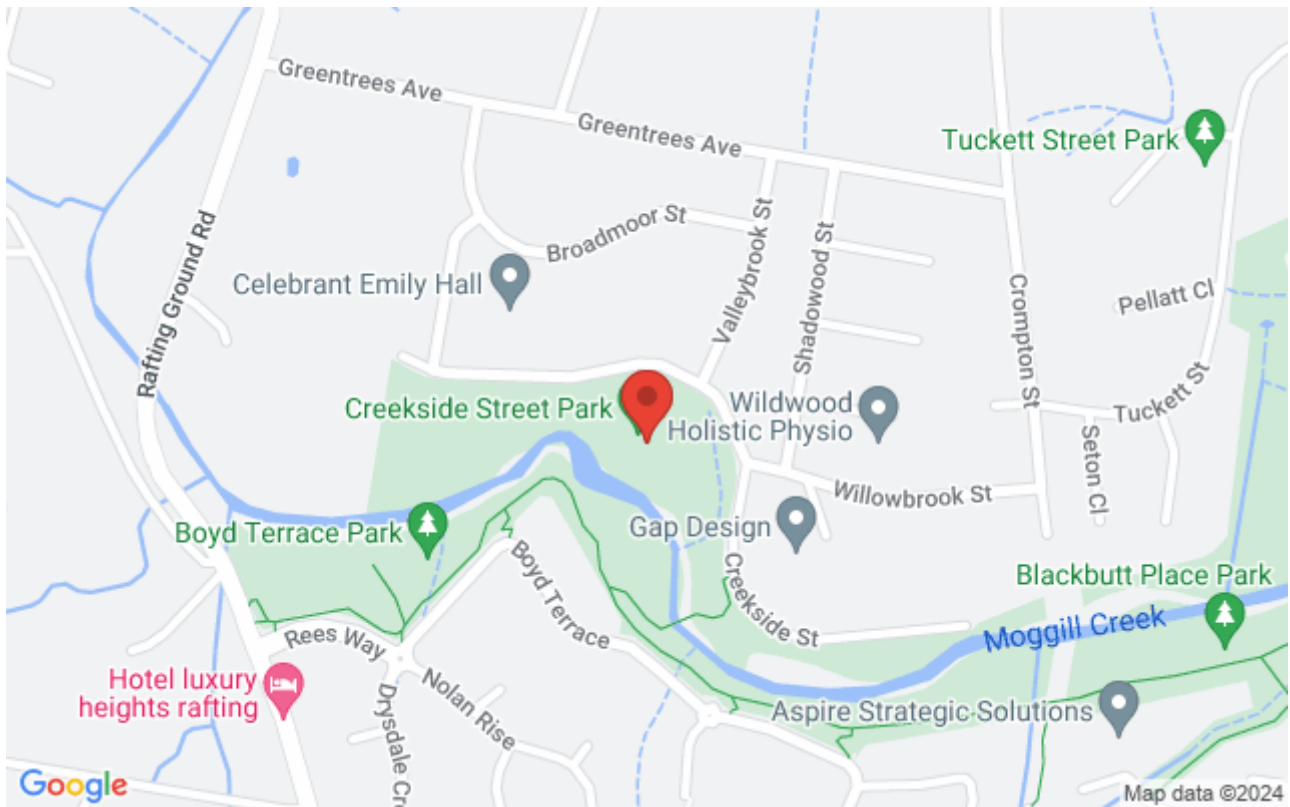 Greentrees Ave
Greentrees Ave
Tuckett Street Park
Rafting Ground Rd
Broadmoor St
Valleybrook St
Shadowood St
Celebrant Emily Hall
Crompton St
Pellatt Cl
Creekside Street Park
Wildwood
Holistic Physio
Tuckett St
Seton Cl
Willowbrook St
Boyd Terrace Park
Gap Design
Boyd Terrace
Creekside St
Blackbutt Place Park
Moggill Creek
Rees Way
Hotel luxury
heights rafting
Nolan Rise
Drysdale Cr
Aspire Strategic Solutions
Google
Map data ©2024